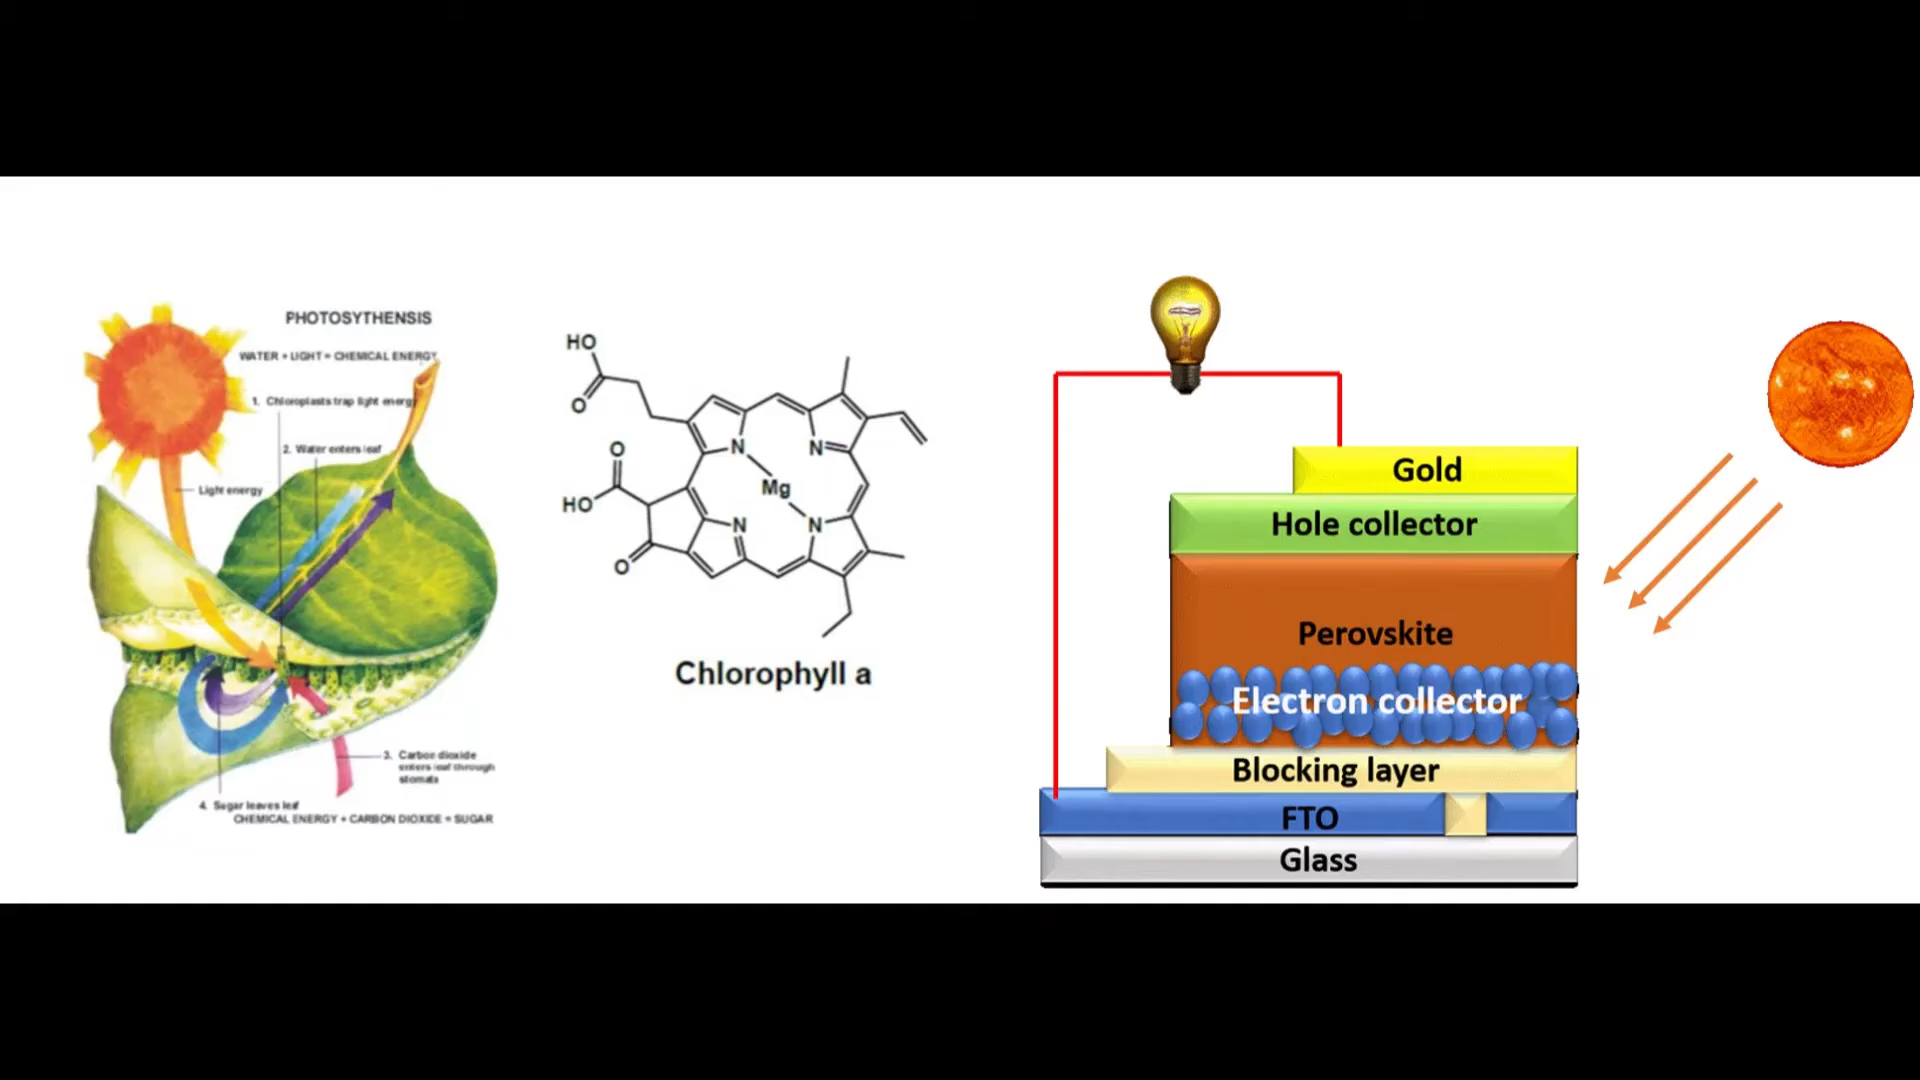 PHOTOSYTHENSIS
WATER + LIGHT = CHEMICAL ENERGY
1. Chloroplasts trap light energy
2. Water enters leaf
Light energy
3. Carbon dioxide
enters leaf through
stomata
4. Sugar leaves leaf
CHEMICAL ENERGY + CARBON DIOXIDE = SUGAR
HO
O
O
HO
O
N
N
Mg
N
N
Chlorophyll a
Gold
Hole collector
Perovskite
Electron collector
Blocking layer
FTO
Glass